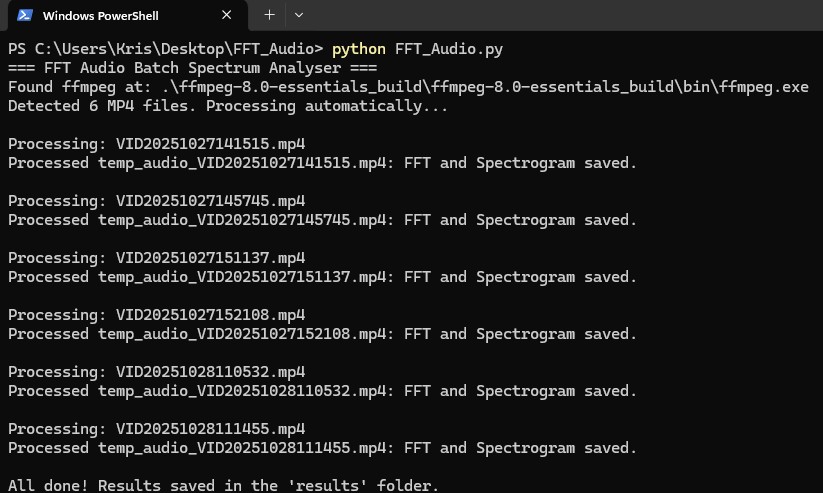 Windows PowerShell
PS C:\Users\Kris\Desktop\FFT_Audio> python FFT_Audio.py
=== FFT Audio Batch Spectrum Analyser ===
Found ffmpeg at: .\ffmpeg-8.0-essentials_build\ffmpeg-8.0-essentials_build\bin\ffmpeg.exe
Detected 6 MP4 files. Processing automatically...
Processing: VID20251027141515.mp4
Processed temp_audio_VID20251027141515.mp4: FFT and Spectrogram saved.
Processing: VID20251027145745.mp4
Processed temp_audio_VID20251027145745.mp4: FFT and Spectrogram saved.
Processing: VID20251027151137.mp4
Processed temp_audio_VID20251027151137.mp4: FFT and Spectrogram saved.
Processing: VID20251027152108.mp4
Processed temp_audio_VID20251027152108.mp4: FFT and Spectrogram saved.
Processing: VID20251028110532.mp4
Processed temp_audio_VID20251028110532.mp4: FFT and Spectrogram saved.
Processing: VID20251028111455.mp4
Processed temp_audio_VID20251028111455.mp4: FFT and Spectrogram saved.
All done! Results saved in the 'results' folder.